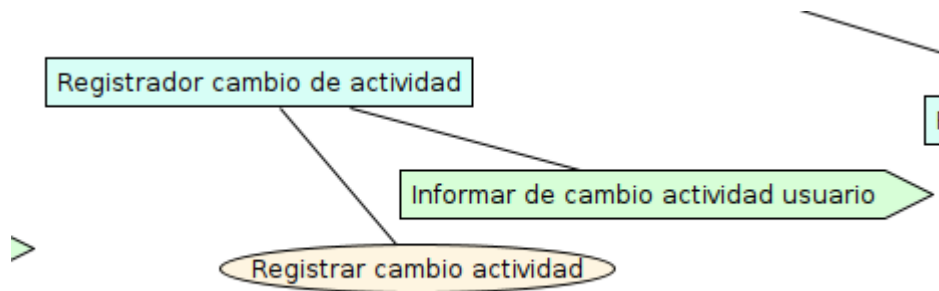 Registrador cambio de actividad
Informar de cambio actividad usuario
Registrar cambio actividad